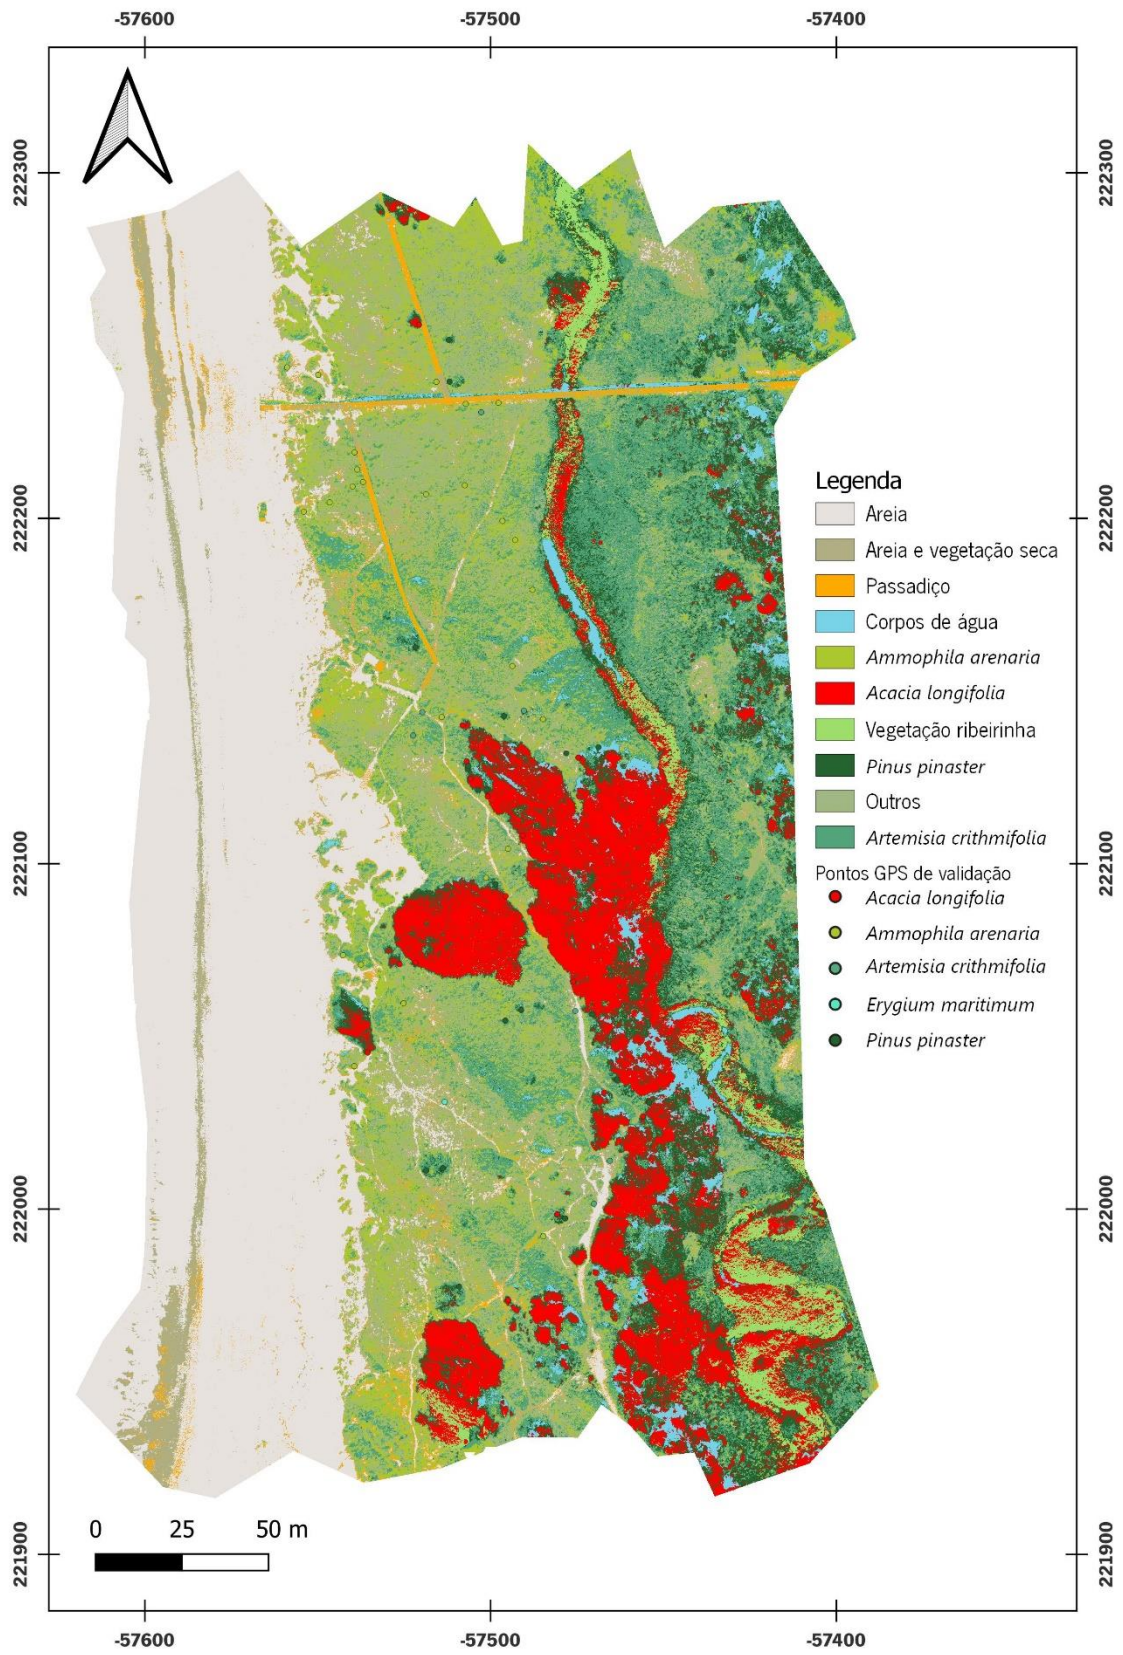 -57600 -57500 -57400
222300 222300
Legenda
Areia
222200 222200
Areia e vegetação seca
Passadiço
Corpos de água
Ammophila arenaria
Acacia longifolia
Vegetação ribeirinha
Pinus pinaster
Outros
Artemisia crithmifolia
222100 222100
Pontos GPS de validação
Acacia longifolia
Ammophila arenaria
Artemisia crithmifolia
Erygium maritimum
Pinus pinaster
222000 222000
0 25 50 m
221900 221900
-57600 -57500 -57400